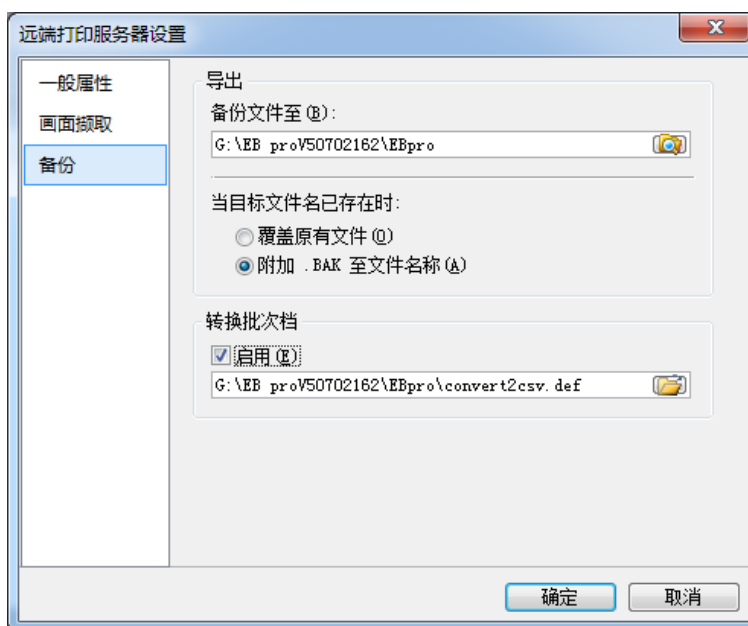 远端打印服务器设置
一般属性
画面撷取
备份
导出
备份文件至(B):
G:\EB proV50702162\EBpro
当目标文件名已存在时:
覆盖原有文件(O)
附加 .BAK 至文件名称(A)
转换批次档
启用(E)
G:\EB proV50702162\EBpro\convert2csv.def
确定
取消